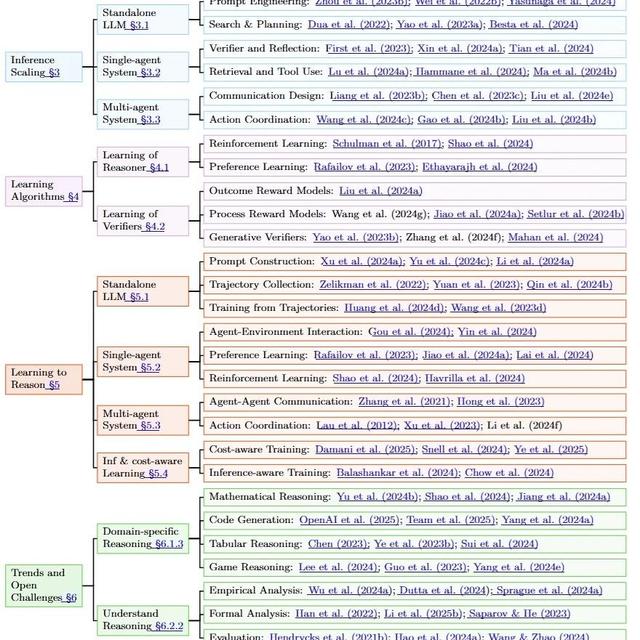 Prompt Engineering: Zhou et al. (2023b); Wei et al. (2022b); Yasunaga et al. (2024)
Standalone
LLM §3.1
Search & Planning: Dua et al. (2022); Yao et al. (2023a); Besta et al. (2024)
Inference
Scaling §3
Single-agent
System §3.2
Verifier and Reflection: First et al. (2023); Xin et al. (2024a); Tian et al. (2024)
Retrieval and Tool Use: Lu et al. (2024a); Hammane et al. (2024); Ma et al. (2024b)
Multi-agent
System §3.3
Communication Design: Liang et al. (2023b); Chen et al. (2023c); Liu et al. (2024e)
Action Coordination: Wang et al. (2024c); Gao et al. (2024b); Liu et al. (2024b)
Learning
Algorithms §4
Learning of
Reasoner §4.1
Reinforcement Learning: Schulman et al. (2017); Shao et al. (2024)
Preference Learning: Rafailov et al. (2023); Ethayarajh et al. (2024)
Learning of
Verifiers §4.2
Outcome Reward Models: Liu et al. (2024a)
Process Reward Models: Wang et al. (2024g); Jiao et al. (2024a); Setlur et al. (2024b)
Generative Verifiers: Yao et al. (2023b); Zhang et al. (2024f); Mahan et al. (2024)
Learning to
Reason §5
Standalone
LLM §5.1
Prompt Construction: Xu et al. (2024a); Yu et al. (2024c); Li et al. (2024a)
Trajectory Collection: Zelikman et al. (2022); Yuan et al. (2023); Qin et al. (2024b)
Training from Trajectories: Huang et al. (2024d); Wang et al. (2023d)
Single-agent
System §5.2
Agent-Environment Interaction: Gou et al. (2024); Yin et al. (2024)
Preference Learning: Rafailov et al. (2023); Jiao et al. (2024a); Lai et al. (2024)
Reinforcement Learning: Shao et al. (2024); Havrilla et al. (2024)
Multi-agent
System §5.3
Agent-Agent Communication: Zhang et al. (2021); Hong et al. (2023)
Action Coordination: Lau et al. (2012); Xu et al. (2023); Li et al. (2024f)
Inf & cost-aware
Learning §5.4
Cost-aware Training: Damani et al. (2025); Snell et al. (2024); Ye et al. (2025)
Inference-aware Training: Balashankar et al. (2024); Chow et al. (2024)
Trends and
Open
Challenges §6
Domain-specific
Reasoning §6.1.3
Mathematical Reasoning: Yu et al. (2024b); Shao et al. (2024); Jiang et al. (2024a)
Code Generation: OpenAI et al. (2025); Team et al. (2025); Yang et al. (2024a)
Tabular Reasoning: Chen (2023); Ye et al. (2023b); Sui et al. (2024)
Game Reasoning: Lee et al. (2024); Guo et al. (2023); Yang et al. (2024e)
Understand
Reasoning §6.2.2
Empirical Analysis: Wu et al. (2024a); Dutta et al. (2024); Sprague et al. (2024a)
Formal Analysis: Han et al. (2022); Li et al. (2025b); Saparov & He (2023)
Evaluation: Hendrycks et al. (2021b); Hao et al. (2024a); Wang & Zhao (2024)